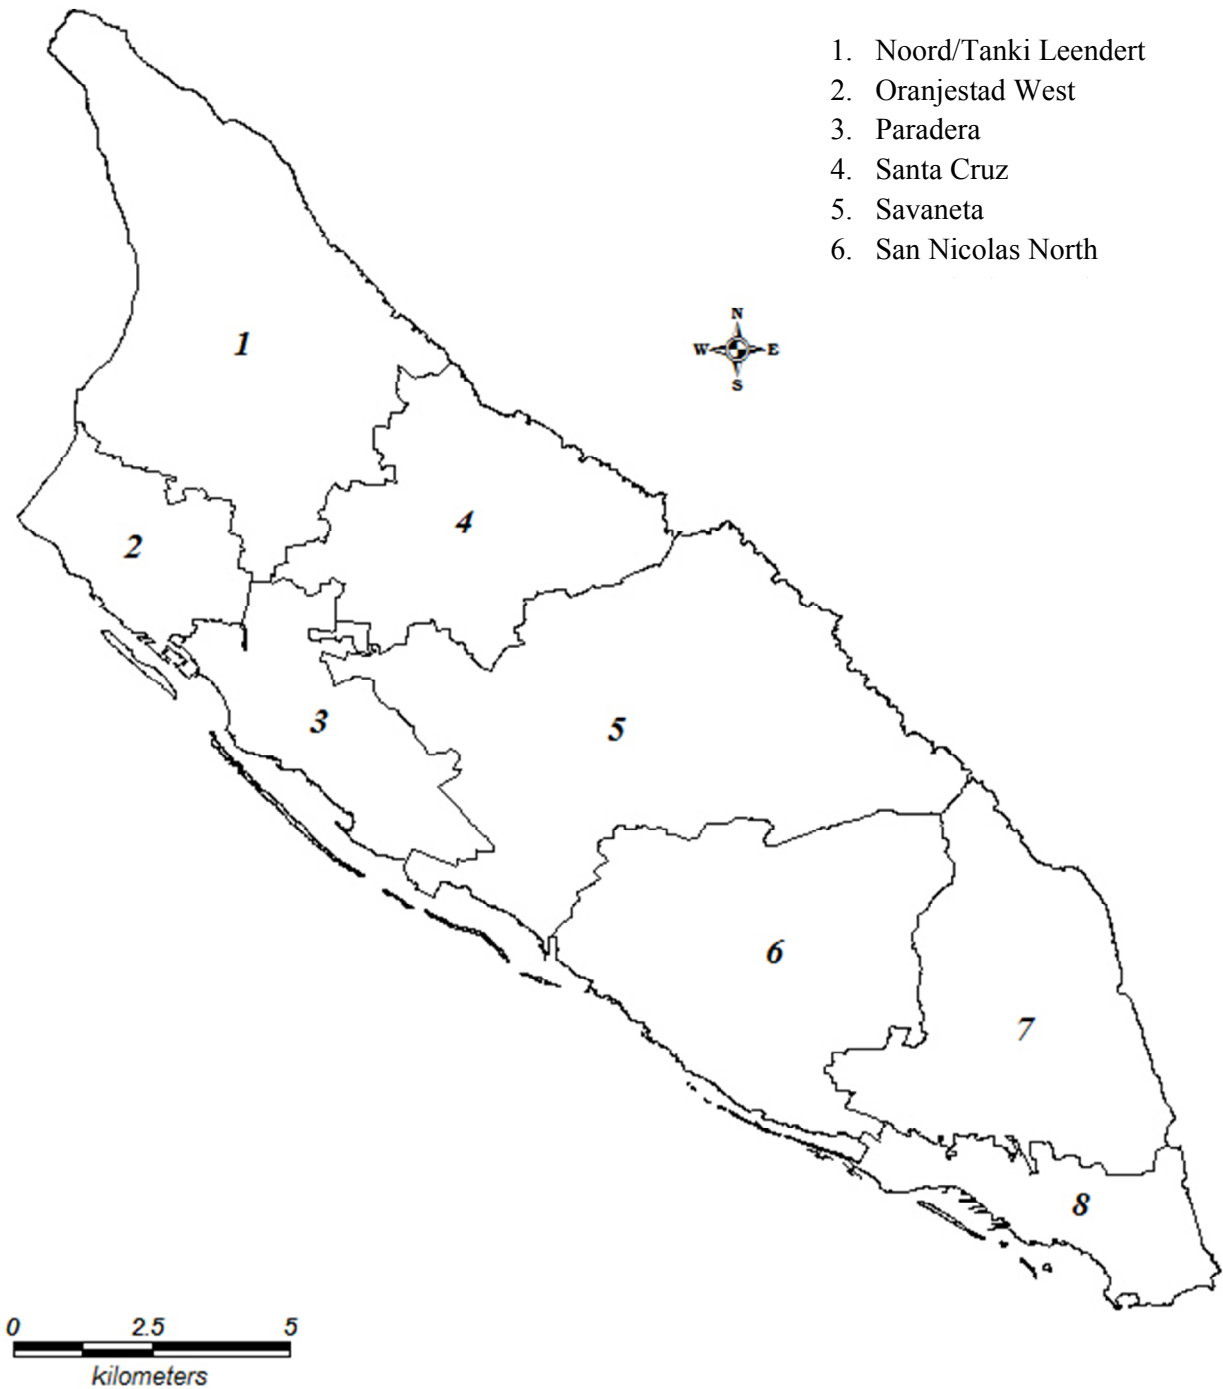 1. Noord/Tanki Leendert
2. Oranjestad West
3. Paradera
4. Santa Cruz
5. Savaneta
6. San Nicolas North
N
W E
S
1
4
2
3
5
6
7
8
0 2.5 5
kilometers